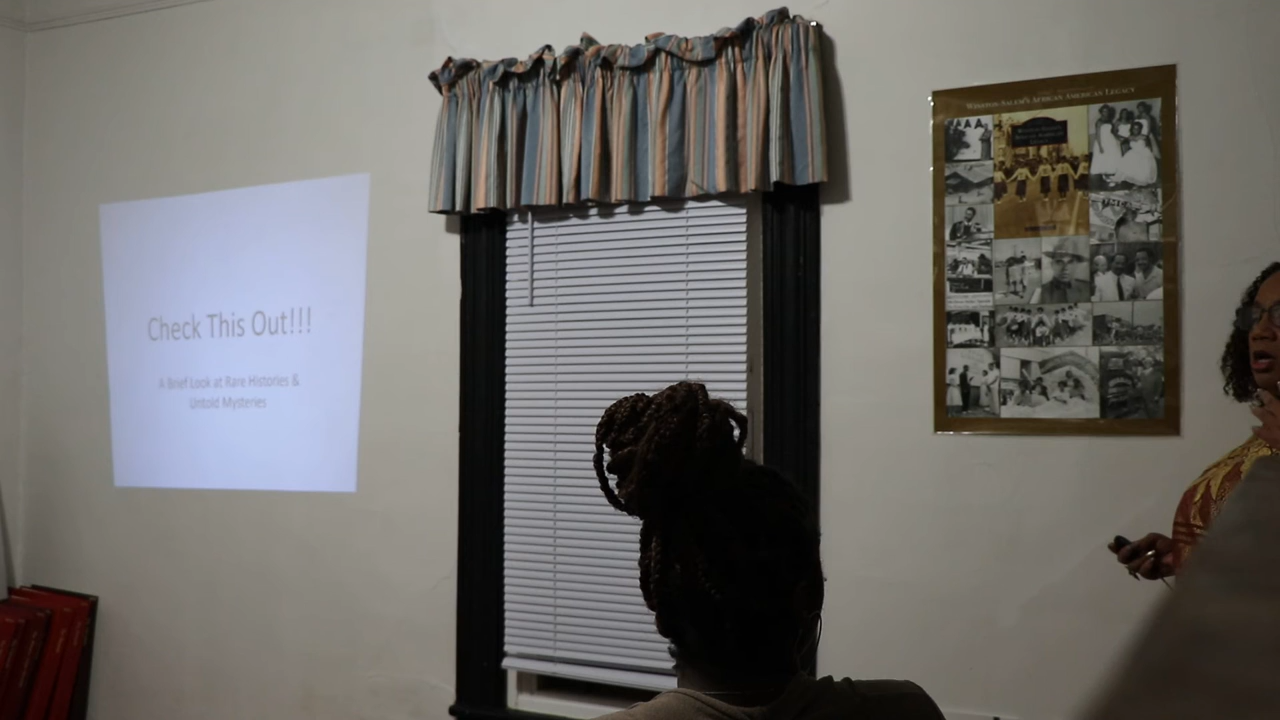 Check This Out!!!
A Brief Look at Rare Histories &
Untold Mysteries
WINSTON-SALEM'S AFRICAN AMERICAN LEGACY